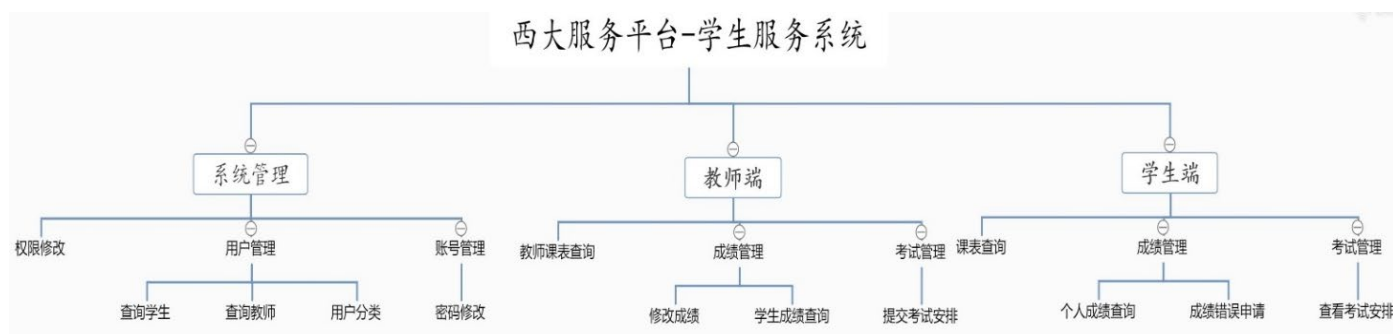 西大服务平台-学生服务系统
系统管理
教师端
学生端
权限修改
用户管理
账号管理
教师课表查询
成绩管理
考试管理
课表查询
成绩管理
考试管理
查询学生
查询教师
用户分类
密码修改
修改成绩
学生成绩查询
提交考试安排
个人成绩查询
成绩错误申请
查看考试安排